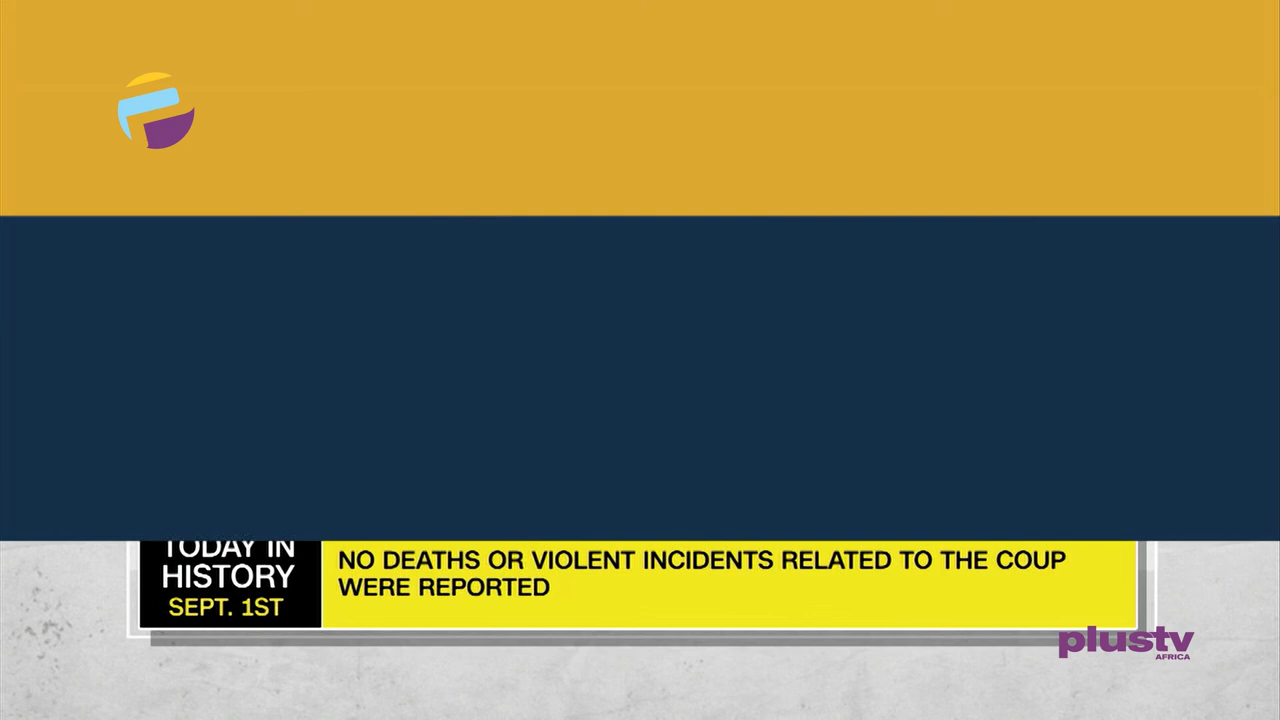 TODAY IN
HISTORY
SEPT. 1ST
NO DEATHS OR VIOLENT INCIDENTS RELATED TO THE COUP
WERE REPORTED
plustv
AFRICA